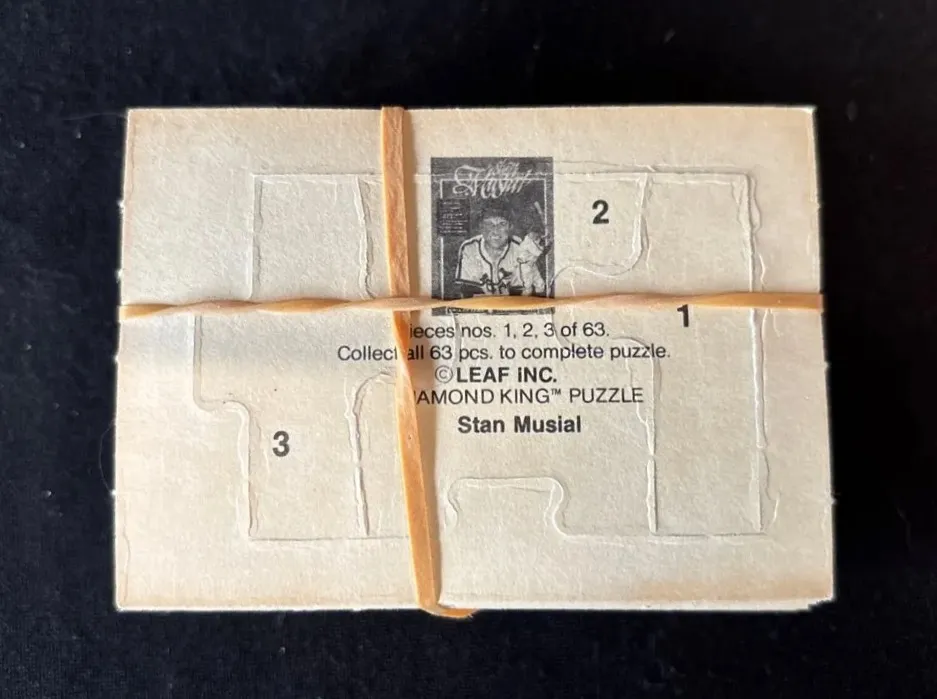 Musial
2
1
ieces nos. 1, 2, 3 of 63.
Collect all 63 pcs. to complete puzzle.
© LEAF INC.
AMOND KING™ PUZZLE
Stan Musial
3